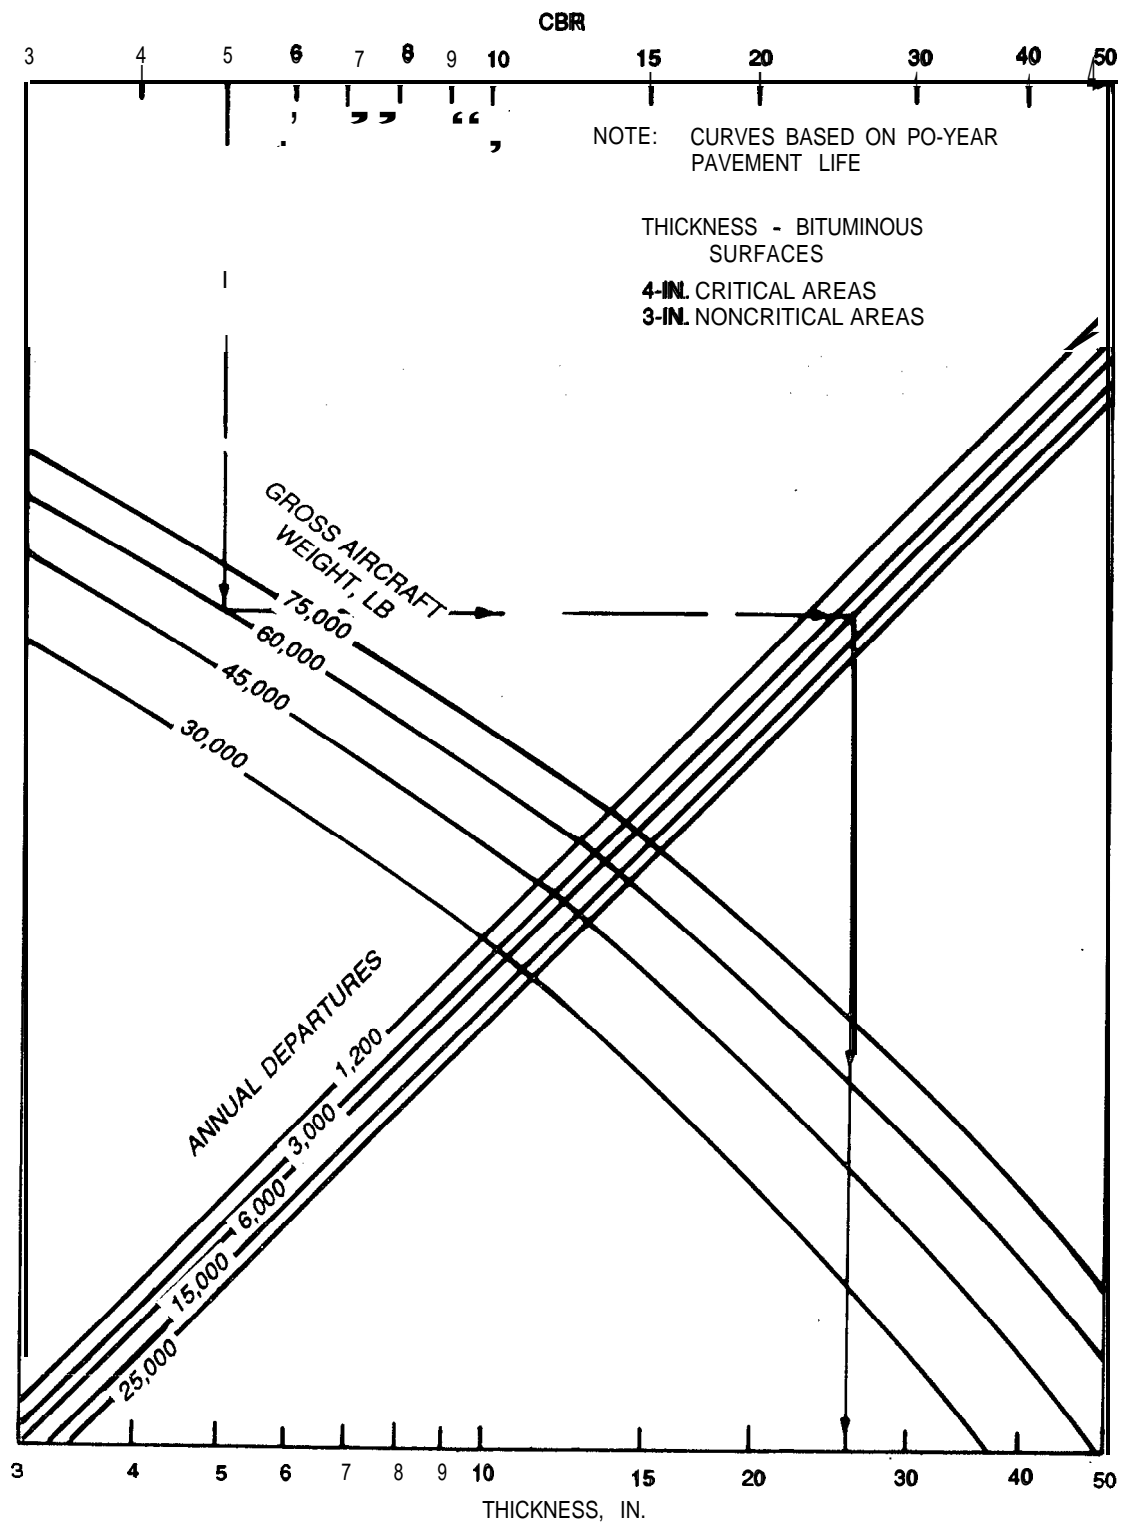 CBR
3 4 5 6 7 8 9 10 15 20 30 40 50
NOTE: CURVES BASED ON PO-YEAR
PAVEMENT LIFE
THICKNESS - BITUMINOUS
SURFACES
4-IN. CRITICAL AREAS
3-IN. NONCRITICAL AREAS
GROSS AIRCRAFT
WEIGHT, LB
75,000
60,000
45,000
30,000
ANNUAL DEPARTURES
1,200
3,000
6,000
15,000
25,000
3 4 5 6 7 8 9 10 15 20 30 40 50
THICKNESS, IN.